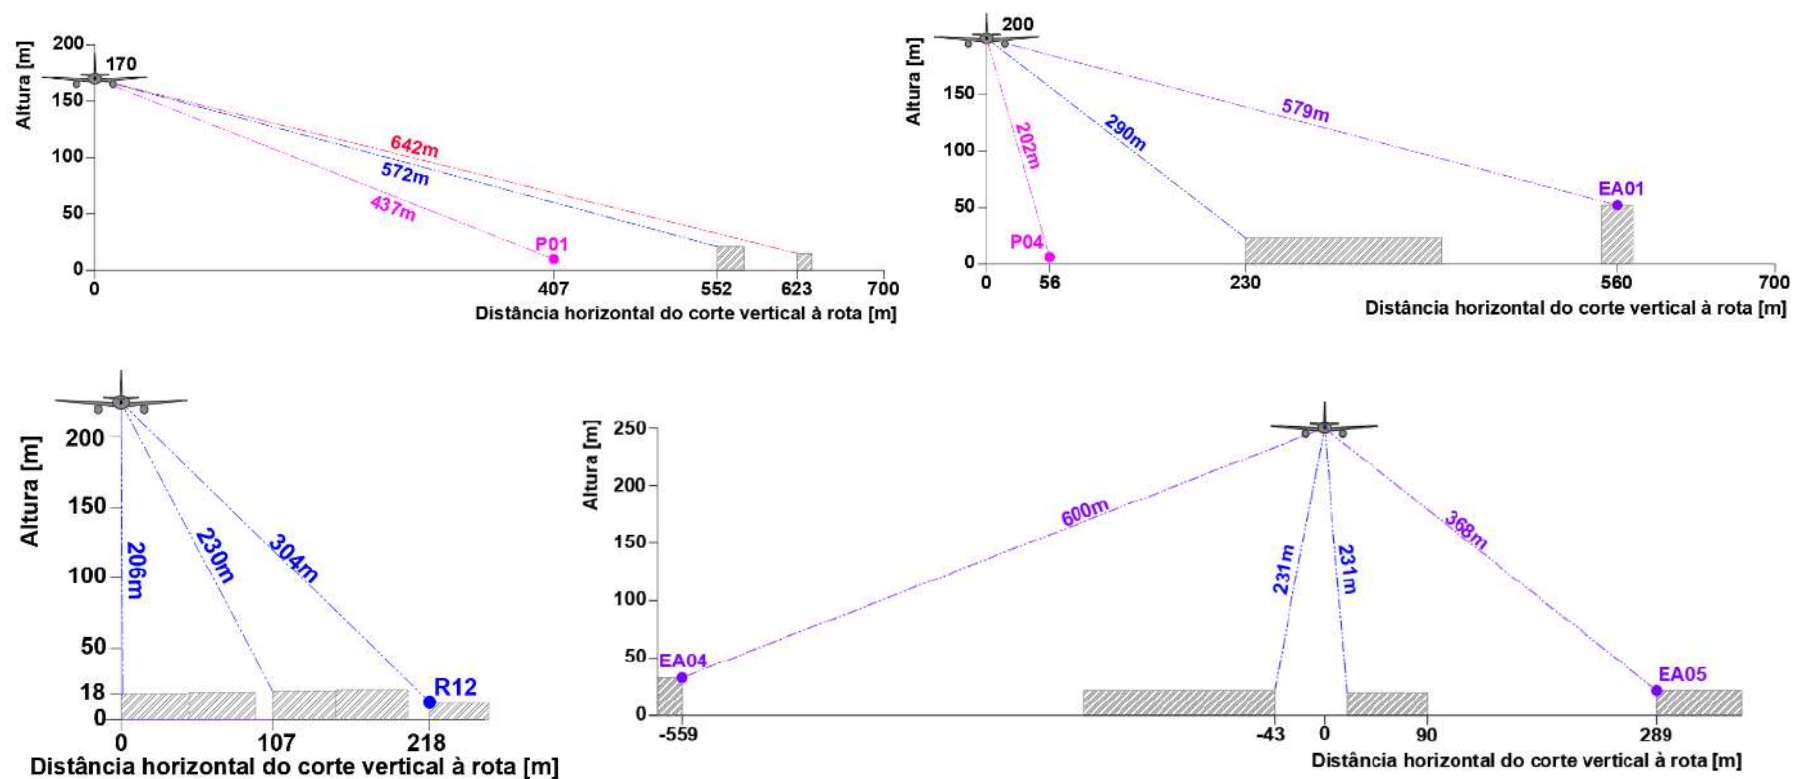 200
170
150
100
50
0
Altura [m]
642m
572m
437m
P01
0 407 552 623 700
Distância horizontal do corte vertical à rota [m]
200
150
100
50
0
Altura [m]
202m
290m
579m
P04
EA01
0 56 230 560 700
Distância horizontal do corte vertical à rota [m]
200
150
100
50
18
0
Altura [m]
206m
230m
304m
R12
0 107 218
Distância horizontal do corte vertical à rota [m]
250
200
150
100
50
0
Altura [m]
600m
231m
231m
368m
EA04
EA05
-559 -43 0 90 289
Distância horizontal do corte vertical à rota [m]